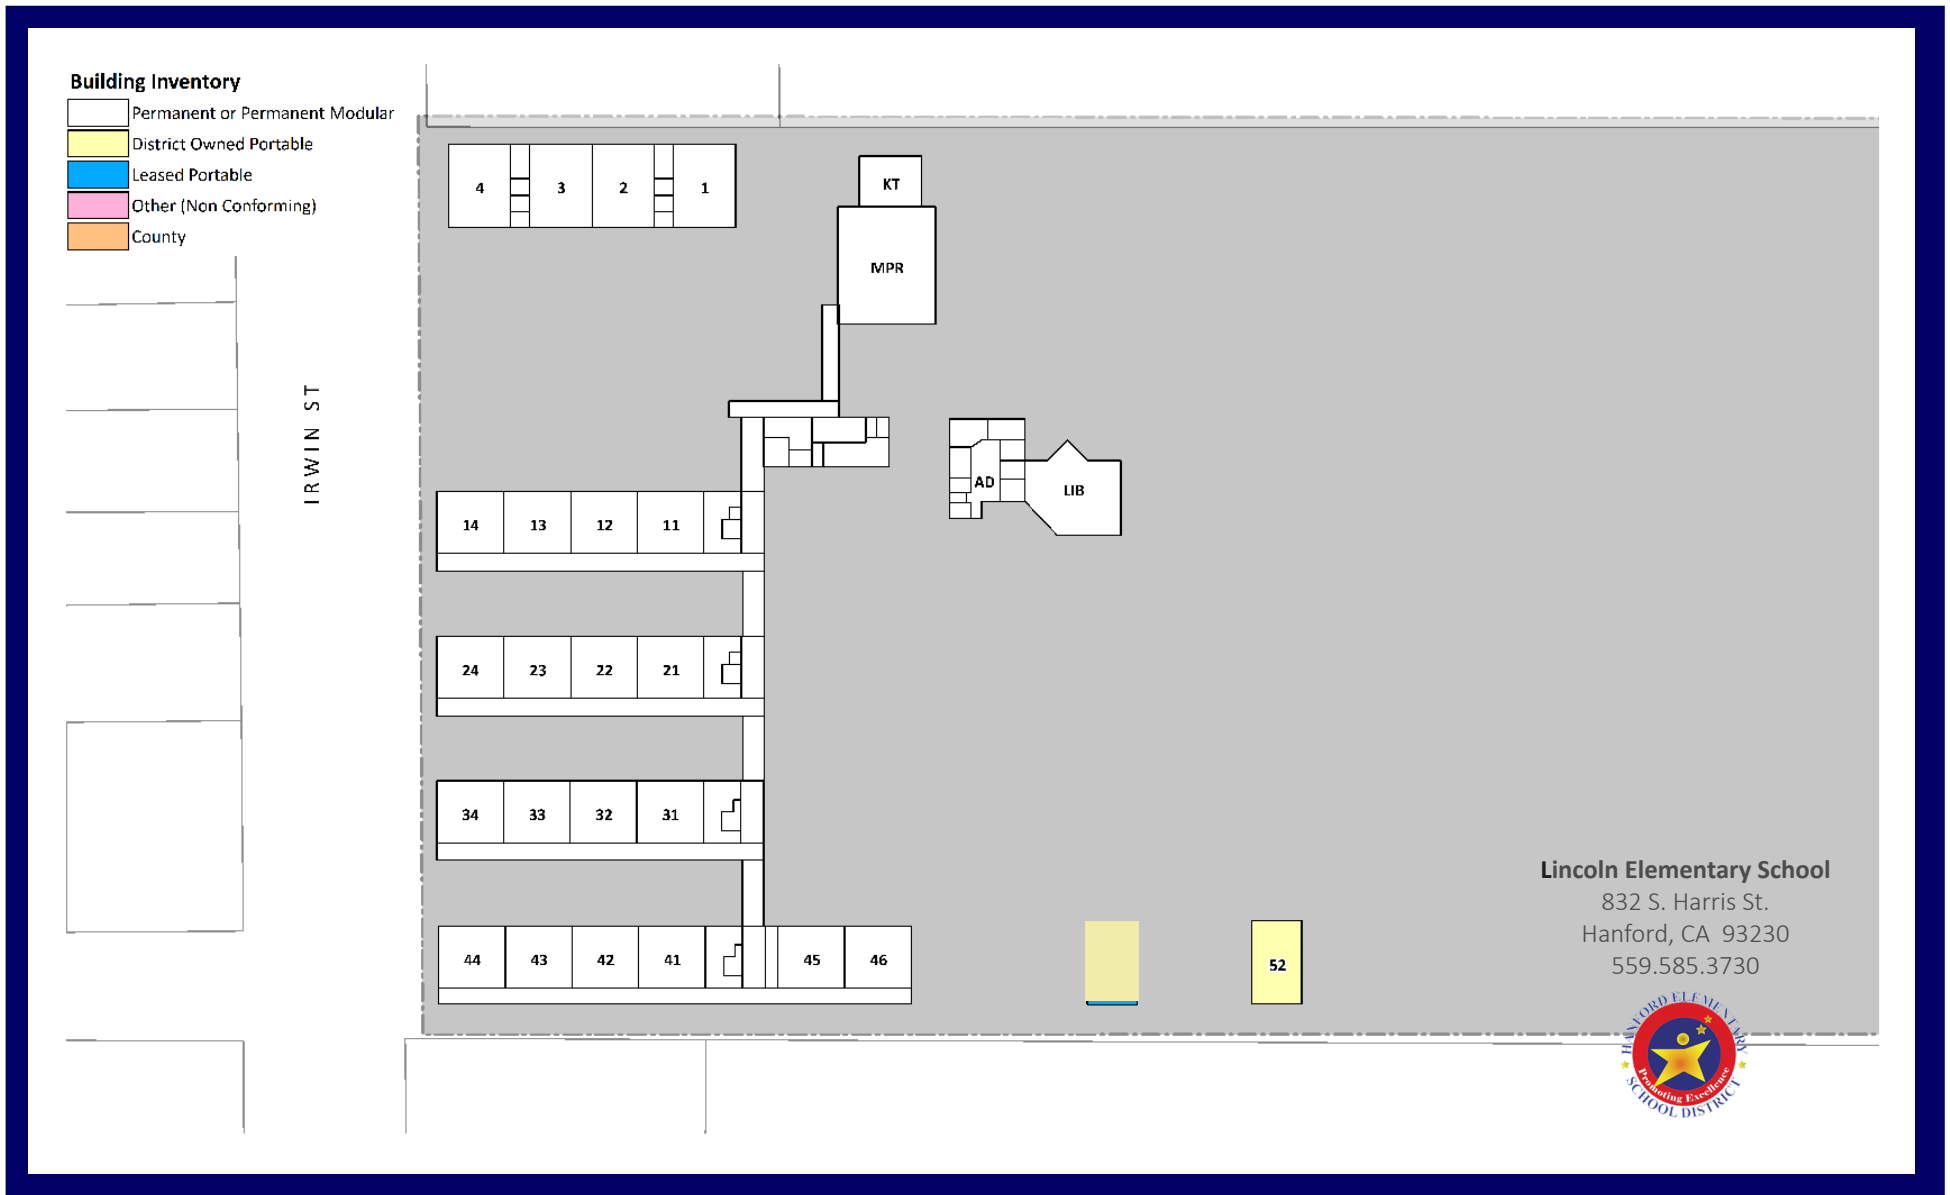 Building Inventory
Permanent or Permanent Modular
District Owned Portable
Leased Portable
Other (Non Conforming)
County
4 3 2 1
KT
MPR
IRWIN ST
AD
LIB
14 13 12 11
24 23 22 21
34 33 32 31
44 43 42 41 45 46
52
Lincoln Elementary School
832 S. Harris St.
Hanford, CA 93230
559.585.3730
HANFORD ELEMENTARY
Promoting Excellence
SCHOOL DISTRICT